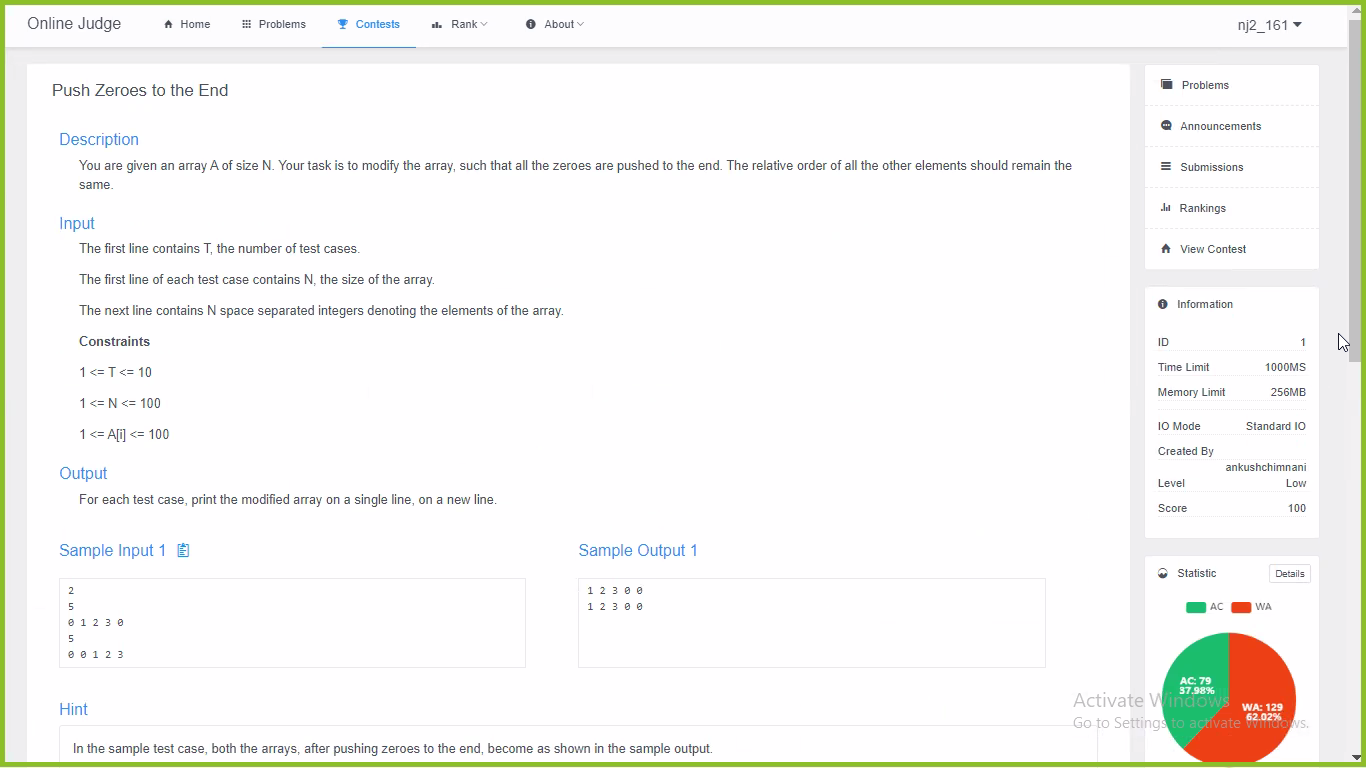 Online Judge
Home
Problems
Contests
Rank
About
nj2_161
Push Zeroes to the End
Description
You are given an array A of size N. Your task is to modify the array, such that all the zeroes are pushed to the end. The relative order of all the other elements should remain the
same.
Input
The first line contains T, the number of test cases.
The first line of each test case contains N, the size of the array.
The next line contains N space separated integers denoting the elements of the array.
Constraints
1 <= T <= 10
1 <= N <= 100
1 <= A[i] <= 100
Output
For each test case, print the modified array on a single line, on a new line.
Sample Input 1
2
5
0 1 2 3 0
5
0 0 1 2 3
Sample Output 1
1 2 3 0 0
1 2 3 0 0
Hint
In the sample test case, both the arrays, after pushing zeroes to the end, become as shown in the sample output.
Problems
Announcements
Submissions
Rankings
View Contest
Information
ID 1
Time Limit 1000MS
Memory Limit 256MB
IO Mode Standard IO
Created By
ankushchimnani
Level Low
Score 100
Statistic Details
AC WA
AC: 79
37.98%
WA: 129
62.02%
Activate Windows
Go to Settings to activate Windows.